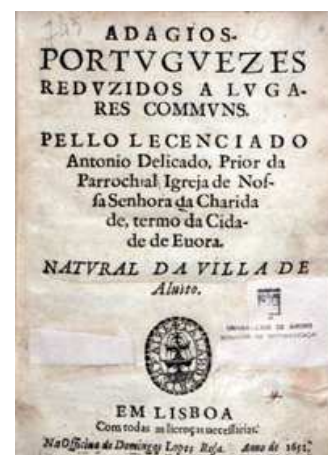 ADAGIOS
PORTVGVEZES
REDVZIDOS A LVGA-
RES COMMVNS.
PELLO LECENCIADO
Antonio Delicado, Prior da
Parrochial Igreja de Nos-
sa Senhora da Charida
de, termo da Cida-
de de Euora.
NATVRAL DA VILLA DE
Aluito.
EM LISBOA
Com todas as licenças necessarias.
Na Officina de Domingos Lopes Rosa. Anno de 1651.